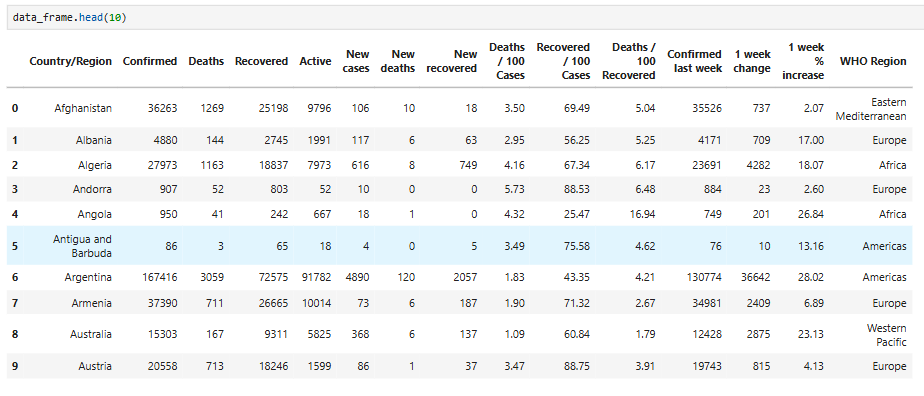 data_frame.head(10)
Country/Region Confirmed Deaths Recovered Active New cases New deaths New recovered Deaths / 100 Cases Recovered / 100 Cases Deaths / 100 Recovered Confirmed last week 1 week change 1 week % increase WHO Region
0 Afghanistan 36263 1269 25198 9796 106 10 18 3.50 69.49 5.04 35526 737 2.07 Eastern Mediterranean
1 Albania 4880 144 2745 1991 117 6 63 2.95 56.25 5.25 4171 709 17.00 Europe
2 Algeria 27973 1163 18837 7973 616 8 749 4.16 67.34 6.17 23691 4282 18.07 Africa
3 Andorra 907 52 803 52 10 0 0 5.73 88.53 6.48 884 23 2.60 Europe
4 Angola 950 41 242 667 18 1 0 4.32 25.47 16.94 749 201 26.84 Africa
5 Antigua and Barbuda 86 3 65 18 4 0 5 3.49 75.58 4.62 76 10 13.16 Americas
6 Argentina 167416 3059 72575 91782 4890 120 2057 1.83 43.35 4.21 130774 36642 28.02 Americas
7 Armenia 37390 711 26665 10014 73 6 187 1.90 71.32 2.67 34981 2409 6.89 Europe
8 Australia 15303 167 9311 5825 368 6 137 1.09 60.84 1.79 12428 2875 23.13 Western Pacific
9 Austria 20558 713 18246 1599 86 1 37 3.47 88.75 3.91 19743 815 4.13 Europe